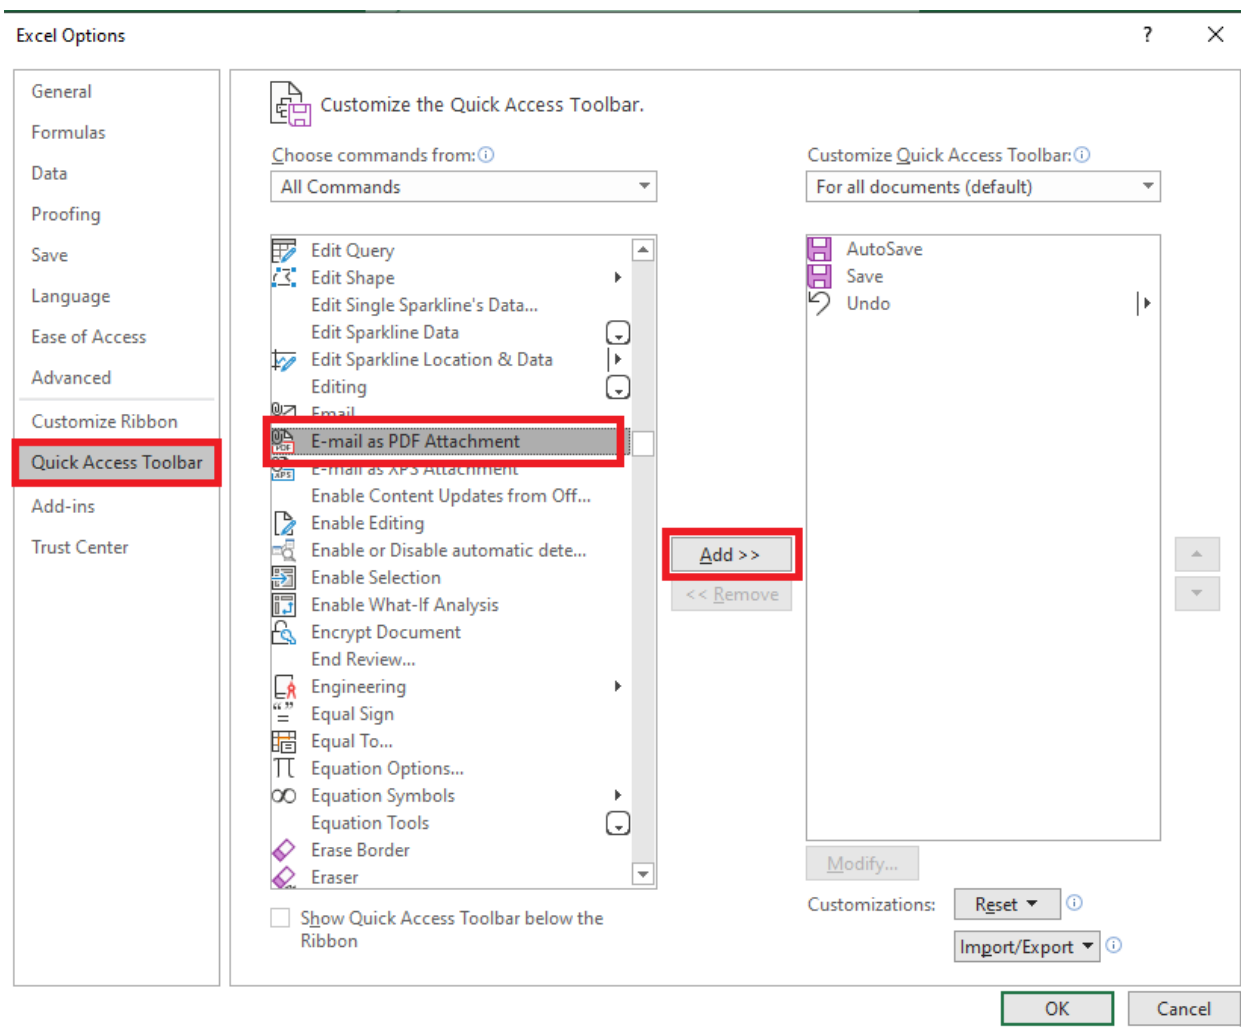 Excel Options
?
General
Formulas
Data
Proofing
Save
Language
Ease of Access
Advanced
Customize Ribbon
Quick Access Toolbar
Add-ins
Trust Center
Customize the Quick Access Toolbar.
Choose commands from:
All Commands
Edit Query
Edit Shape
Edit Single Sparkline's Data...
Edit Sparkline Data
Edit Sparkline Location & Data
Editing
Email
E-mail as PDF Attachment
E-mail as XPS Attachment
Enable Content Updates from Off...
Enable Editing
Enable or Disable automatic dete...
Enable Selection
Enable What-If Analysis
Encrypt Document
End Review...
Engineering
Equal Sign
Equal To...
Equation Options...
Equation Symbols
Equation Tools
Erase Border
Eraser
Show Quick Access Toolbar below the
Ribbon
Add >>
<< Remove
Customize Quick Access Toolbar:
For all documents (default)
AutoSave
Save
Undo
Modify...
Customizations:
Reset
Import/Export
OK
Cancel